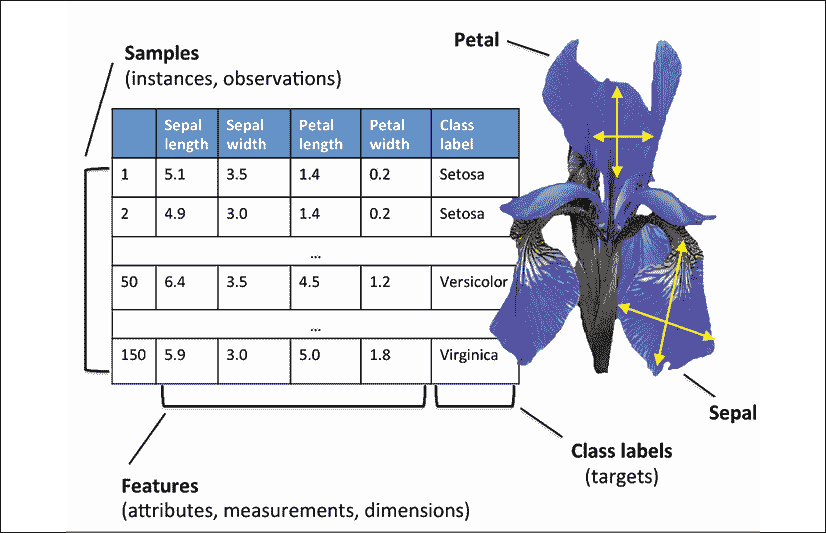 Samples
(instances, observations)
Petal
Sepal length Sepal width Petal length Petal width Class label
1 5.1 3.5 1.4 0.2 Setosa
2 4.9 3.0 1.4 0.2 Setosa
...
50 6.4 3.5 4.5 1.2 Versicolor
...
150 5.9 3.0 5.0 1.8 Virginica
Sepal
Class labels
(targets)
Features
(attributes, measurements, dimensions)